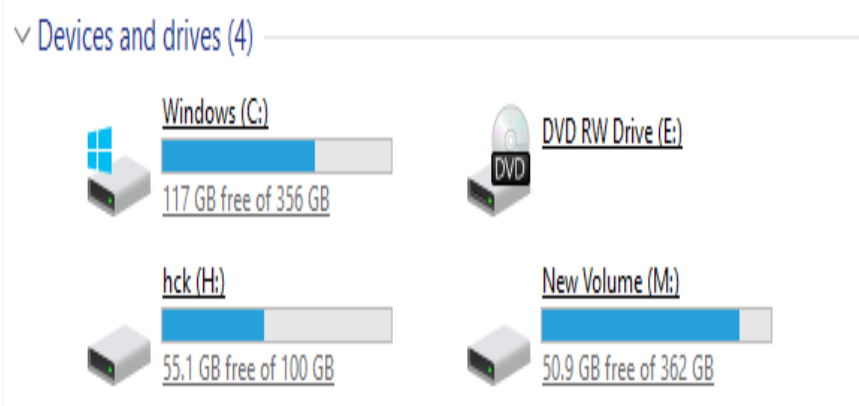 Devices and drives (4)
Windows (C:)
117 GB free of 356 GB
DVD RW Drive (E:)
DVD
hck (H:)
55.1 GB free of 100 GB
New Volume (M:)
50.9 GB free of 362 GB